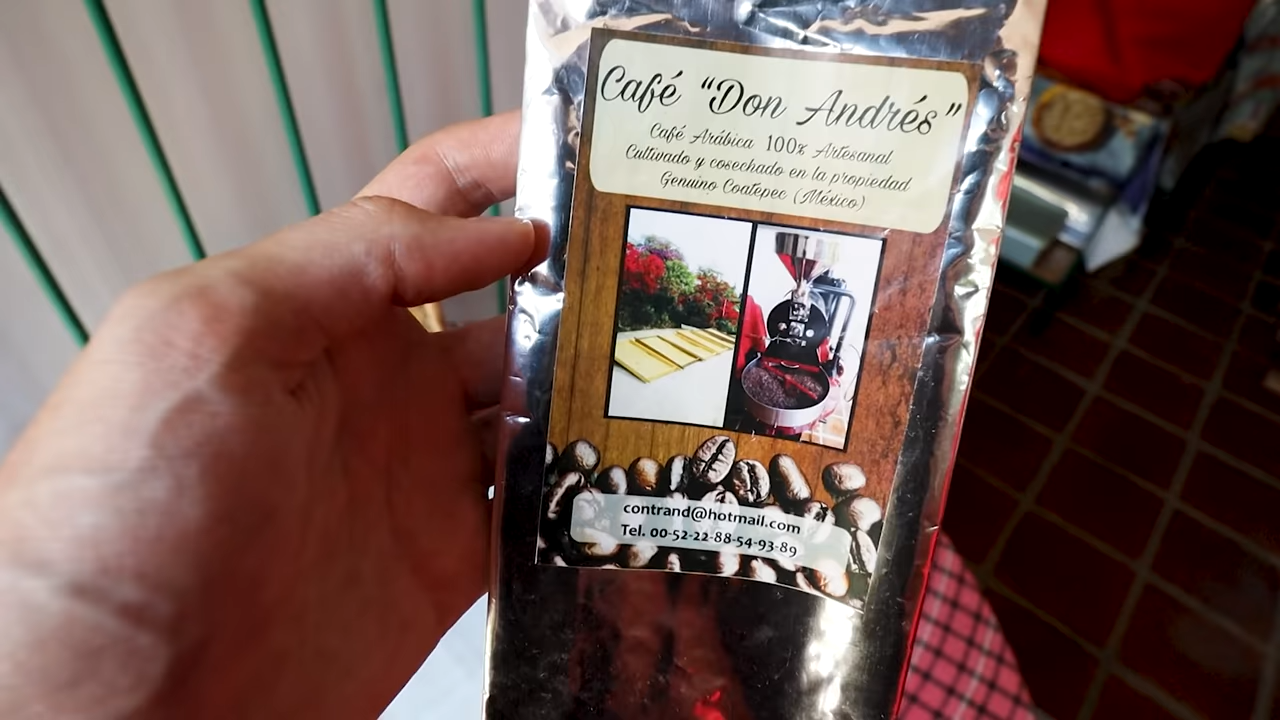 Café "Don Andrés"
Café Arábica 100% Artesanal
Cultivado y cosechado en la propiedad
Genuino Coatepec (México)
contrand@hotmail.com
Tel. 00-52-22-88-54-93-89